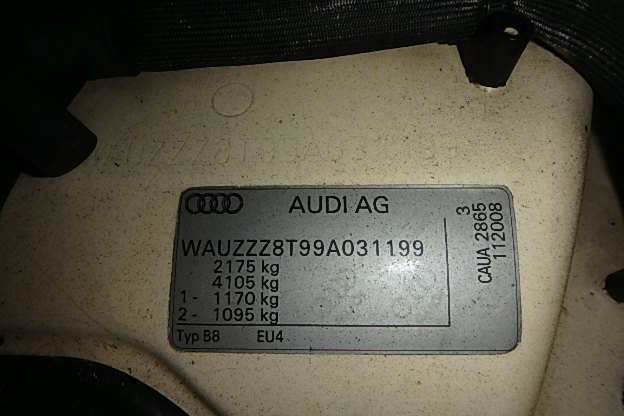 AUDI AG
WAUZZZ8T99A031199
2175 kg
4105 kg
1- 1170 kg
2- 1095 kg
Typ B8 EU4
3
CAUA 2865
112008